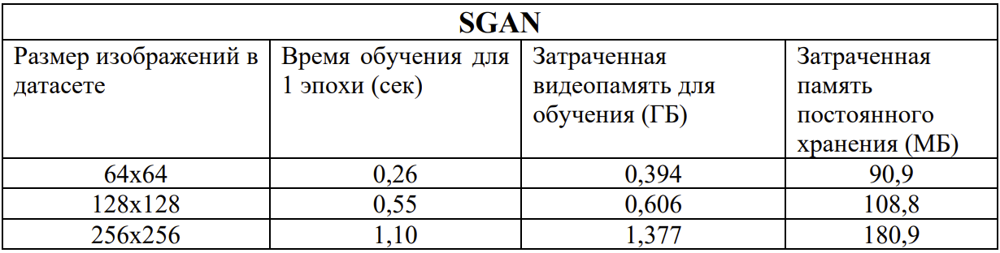 SGAN
Размер изображений в
датасете
Время обучения для
1 эпохи (сек)
Затраченная
видеопамять для
обучения (ГБ)
Затраченная
память
постоянного
хранения (МБ)
64x64 0,26 0,394 90,9
128x128 0,55 0,606 108,8
256x256 1,10 1,377 180,9